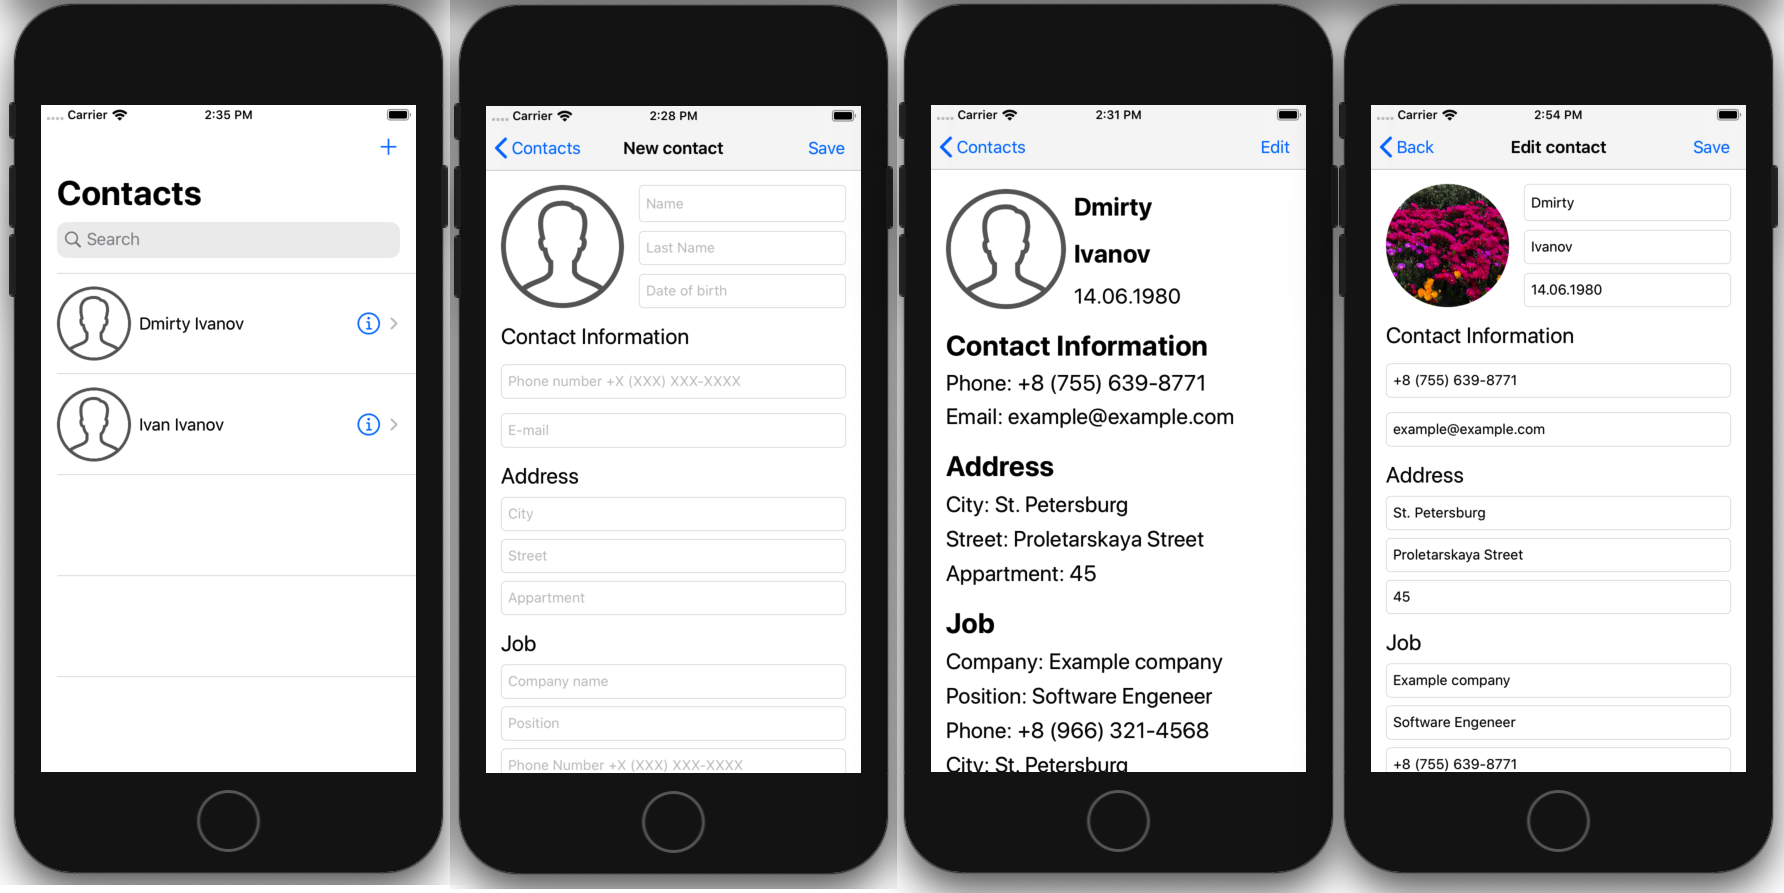 Carrier 2:35 PM
+
Contacts
Search
Dmirty Ivanov
Ivan Ivanov
Carrier 2:28 PM
Contacts New contact Save
Name
Last Name
Date of birth
Contact Information
Phone number +X (XXX) XXX-XXXX
E-mail
Address
City
Street
Appartment
Job
Company name
Position
Phone Number +X (XXX) XXX-XXXX
Carrier 2:31 PM
Contacts Edit
Dmirty
Ivanov
14.06.1980
Contact Information
Phone: +8 (755) 639-8771
Email: example@example.com
Address
City: St. Petersburg
Street: Proletarskaya Street
Appartment: 45
Job
Company: Example company
Position: Software Engeneer
Phone: +8 (966) 321-4568
City: St. Petersburg
Carrier 2:54 PM
Back Edit contact Save
Dmirty
Ivanov
14.06.1980
Contact Information
+8 (755) 639-8771
example@example.com
Address
St. Petersburg
Proletarskaya Street
45
Job
Example company
Software Engeneer
+8 (755) 639-8771